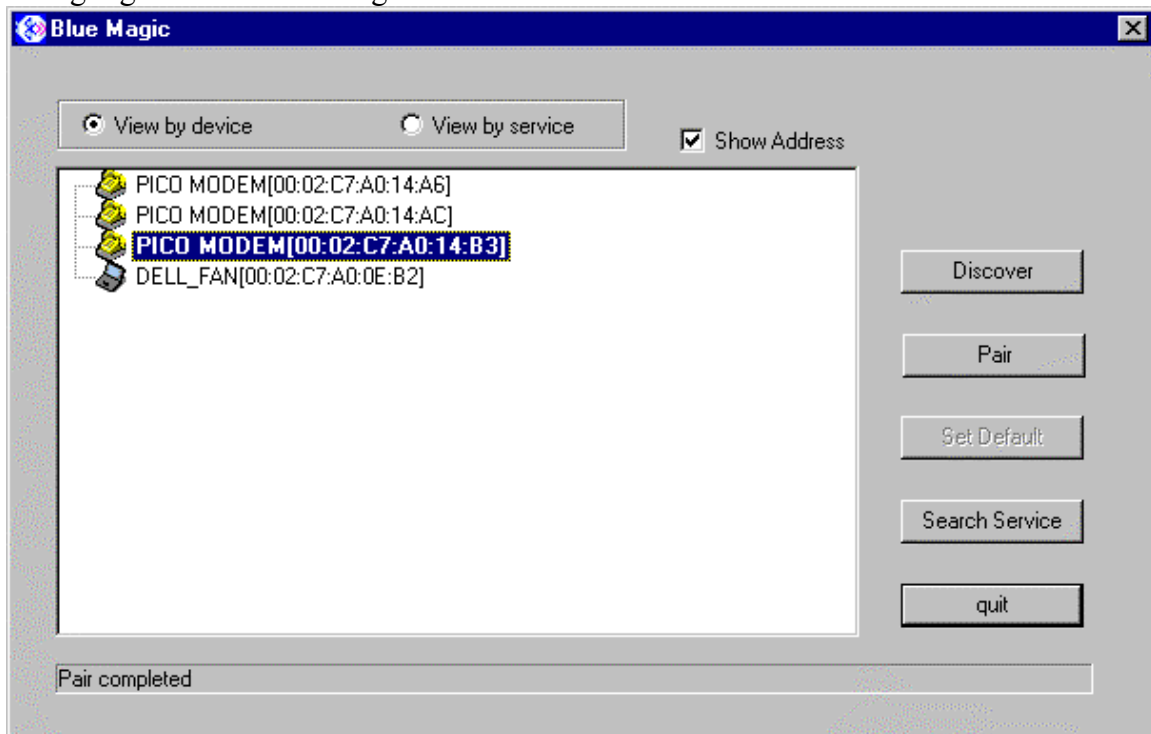 Blue Magic
View by device
View by service
Show Address
PICO MODEM[00:02:C7:A0:14:A6]
PICO MODEM[00:02:C7:A0:14:AC]
PICO MODEM[00:02:C7:A0:14:B3]
DELL_FAN[00:02:C7:A0:0E:B2]
Discover
Pair
Set Default
Search Service
quit
Pair completed